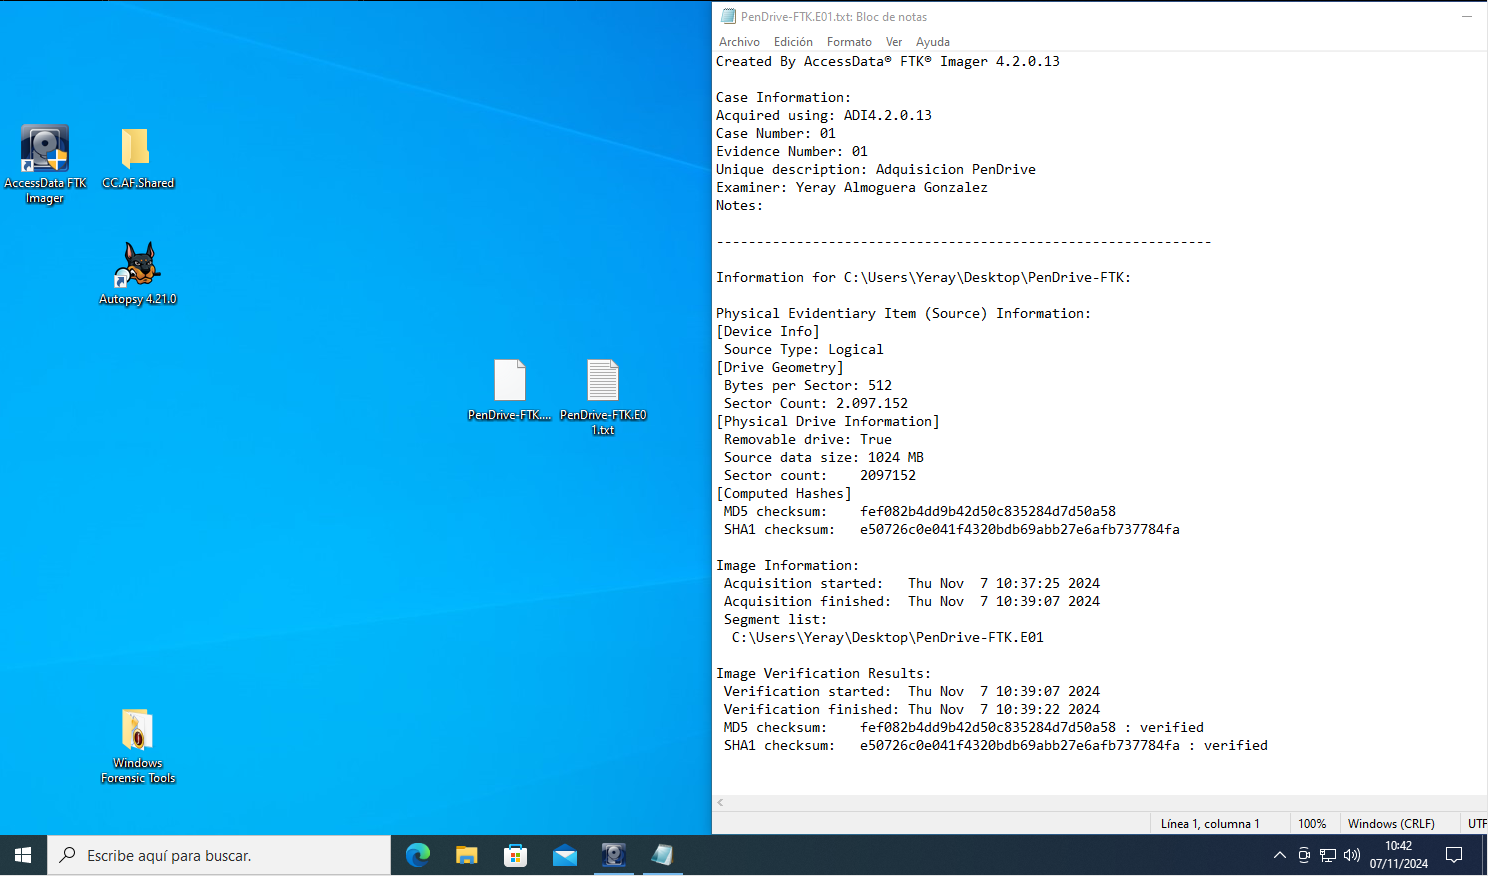 AccessData FTK
Imager
CC.AF.Shared
Autopsy 4.21.0
PenDrive-FTK....
PenDrive-FTK.E0
1.txt
Windows
Forensic Tools
PenDrive-FTK.E01.txt: Bloc de notas
Archivo Edición Formato Ver Ayuda
Created By AccessData® FTK® Imager 4.2.0.13
Case Information:
Acquired using: ADI4.2.0.13
Case Number: 01
Evidence Number: 01
Unique description: Adquisicion PenDrive
Examiner: Yeray Almoguera Gonzalez
Notes:
--------------------------------------------------------------
Information for C:\Users\Yeray\Desktop\PenDrive-FTK:
Physical Evidentiary Item (Source) Information:
[Device Info]
Source Type: Logical
[Drive Geometry]
Bytes per Sector: 512
Sector Count: 2.097.152
[Physical Drive Information]
Removable drive: True
Source data size: 1024 MB
Sector count:    2097152
[Computed Hashes]
MD5 checksum:    fef082b4dd9b42d50c835284d7d50a58
SHA1 checksum:   e50726c0e041f4320bdb69abb27e6afb737784fa
Image Information:
Acquisition started:   Thu Nov  7 10:37:25 2024
Acquisition finished:  Thu Nov  7 10:39:07 2024
Segment list:
C:\Users\Yeray\Desktop\PenDrive-FTK.E01
Image Verification Results:
Verification started:  Thu Nov  7 10:39:07 2024
Verification finished: Thu Nov  7 10:39:22 2024
MD5 checksum:    fef082b4dd9b42d50c835284d7d50a58 : verified
SHA1 checksum:   e50726c0e041f4320bdb69abb27e6afb737784fa : verified
Línea 1, columna 1 100% Windows (CRLF) UTF
Escribe aquí para buscar.
10:42
07/11/2024